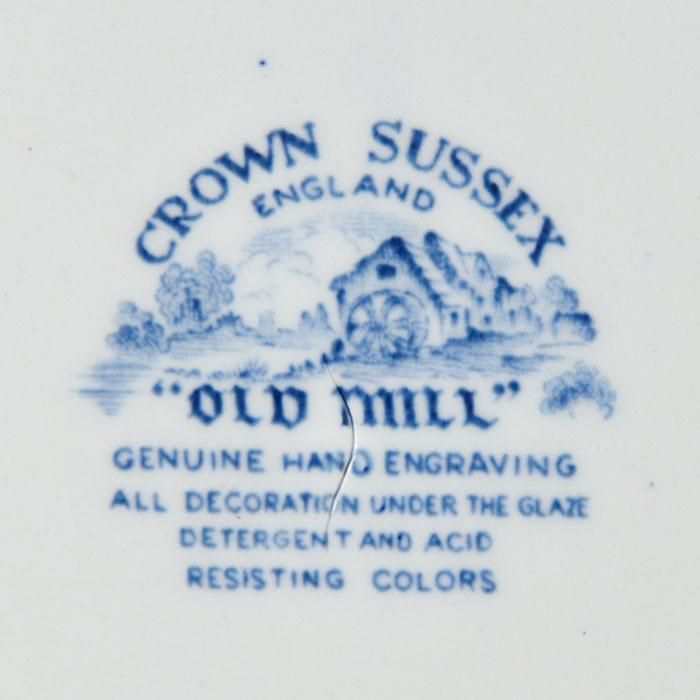 CROWN SUSSEX
ENGLAND
"OLD MILL"
GENUINE HAND ENGRAVING
ALL DECORATION UNDER THE GLAZE
DETERGENT AND ACID
RESISTING COLORS